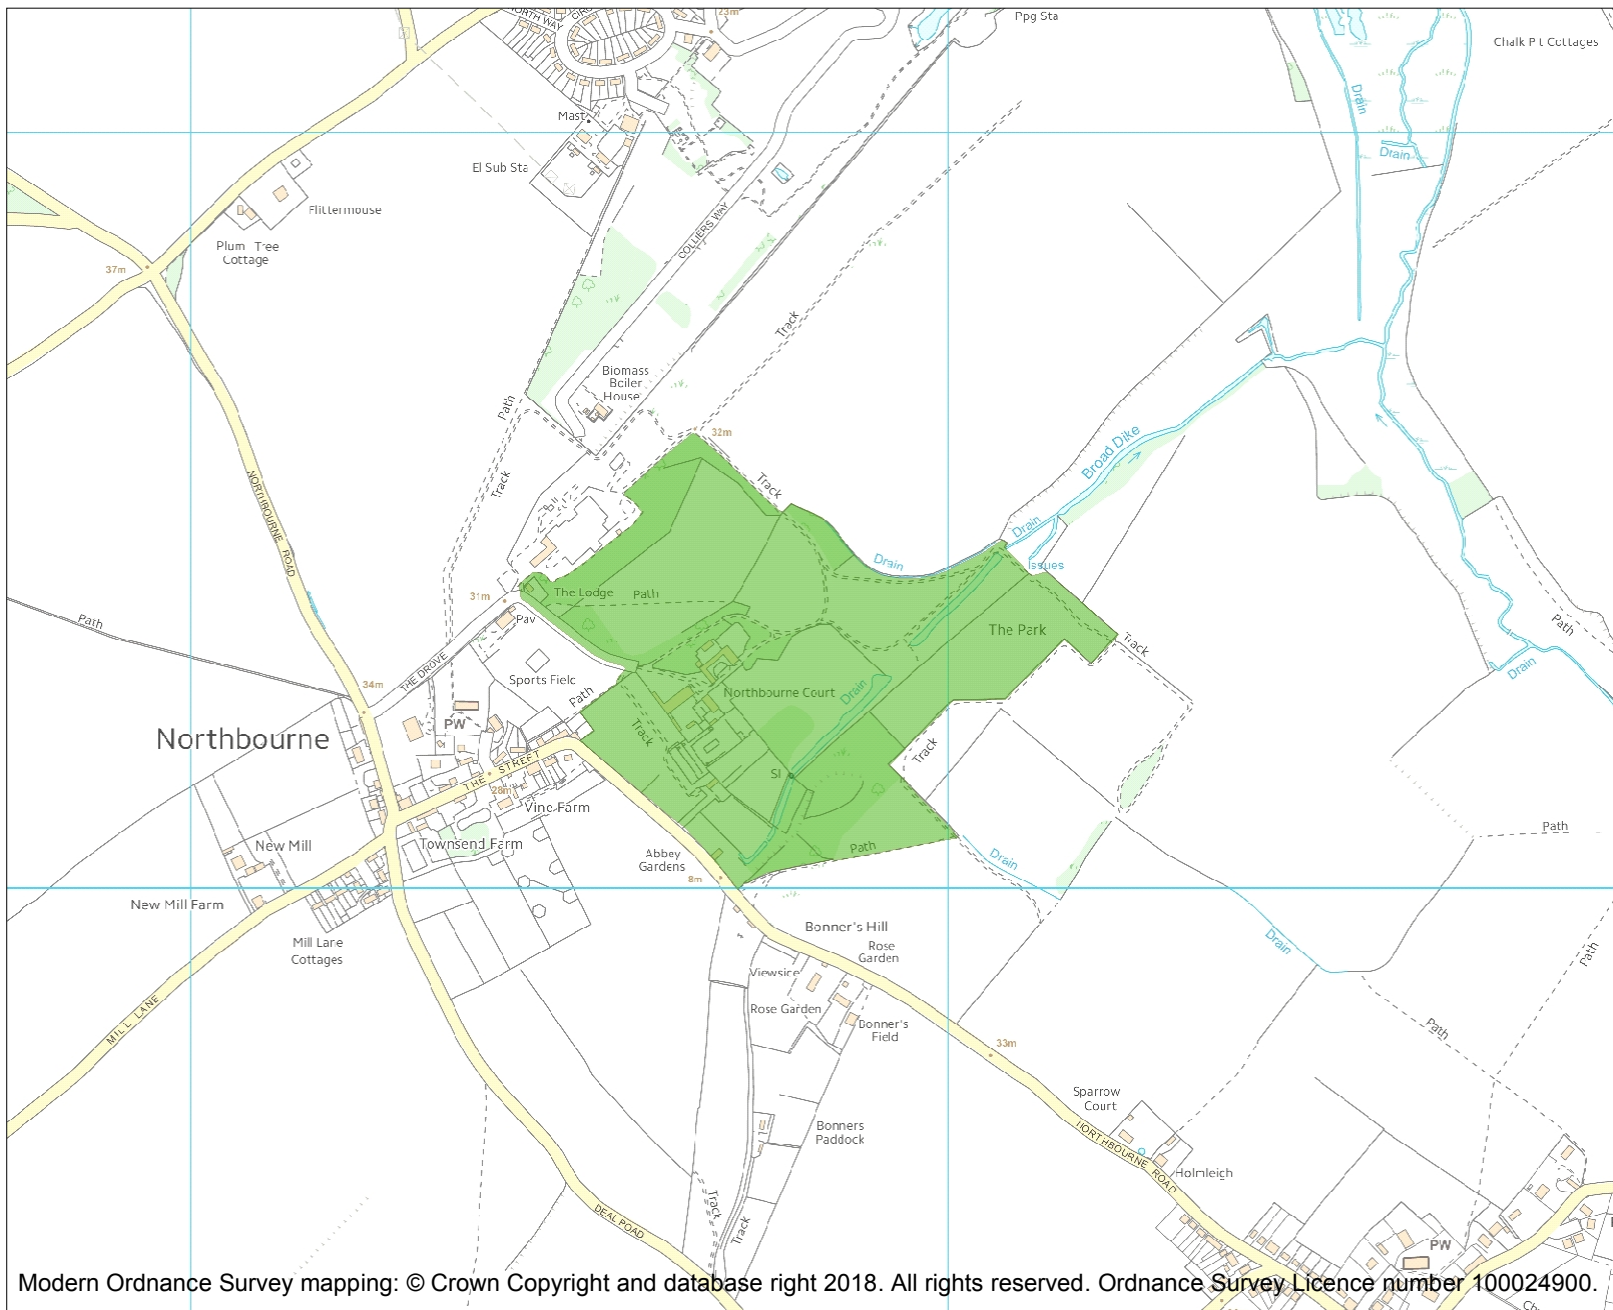 NORTH WAY
23m
Ppg Sta
Chalk Pit Cottages
Mast
Drain
Drain
El Sub Sta
Flittermouse
Plum Tree
Cottage
COLLIERS WAY
37m
Track
Biomass
Boiler
House
Path
32m
Broad Dike
Track
Track
NORTHBOURNE ROAD
Drain
Drain
Issues
31m
The Lodge
Path
Pav
Path
The Park
Track
Path
THE DROVE
Sports Field
Path
34m
Northbourne Court
Drain
Drain
PW
Track
Northbourne
Track
THE STREET
SI
28m
Vine Farm
New Mill
Townsend Farm
Path
Path
Abbey
Gardens
8m
Drain
New Mill Farm
Bonner's Hill
Mill Lane
Cottages
Rose
Garden
Drain
Path
Viewside
Rose Garden
MILL LANE
Bonner's
Field
33m
Path
Sparrow
Court
Bonners
Paddock
NORTHBOURNE ROAD
Holmleigh
Track
Track
DEAL ROAD
PW
Modern Ordnance Survey mapping: © Crown Copyright and database right 2018. All rights reserved. Ordnance Survey Licence number 100024900.